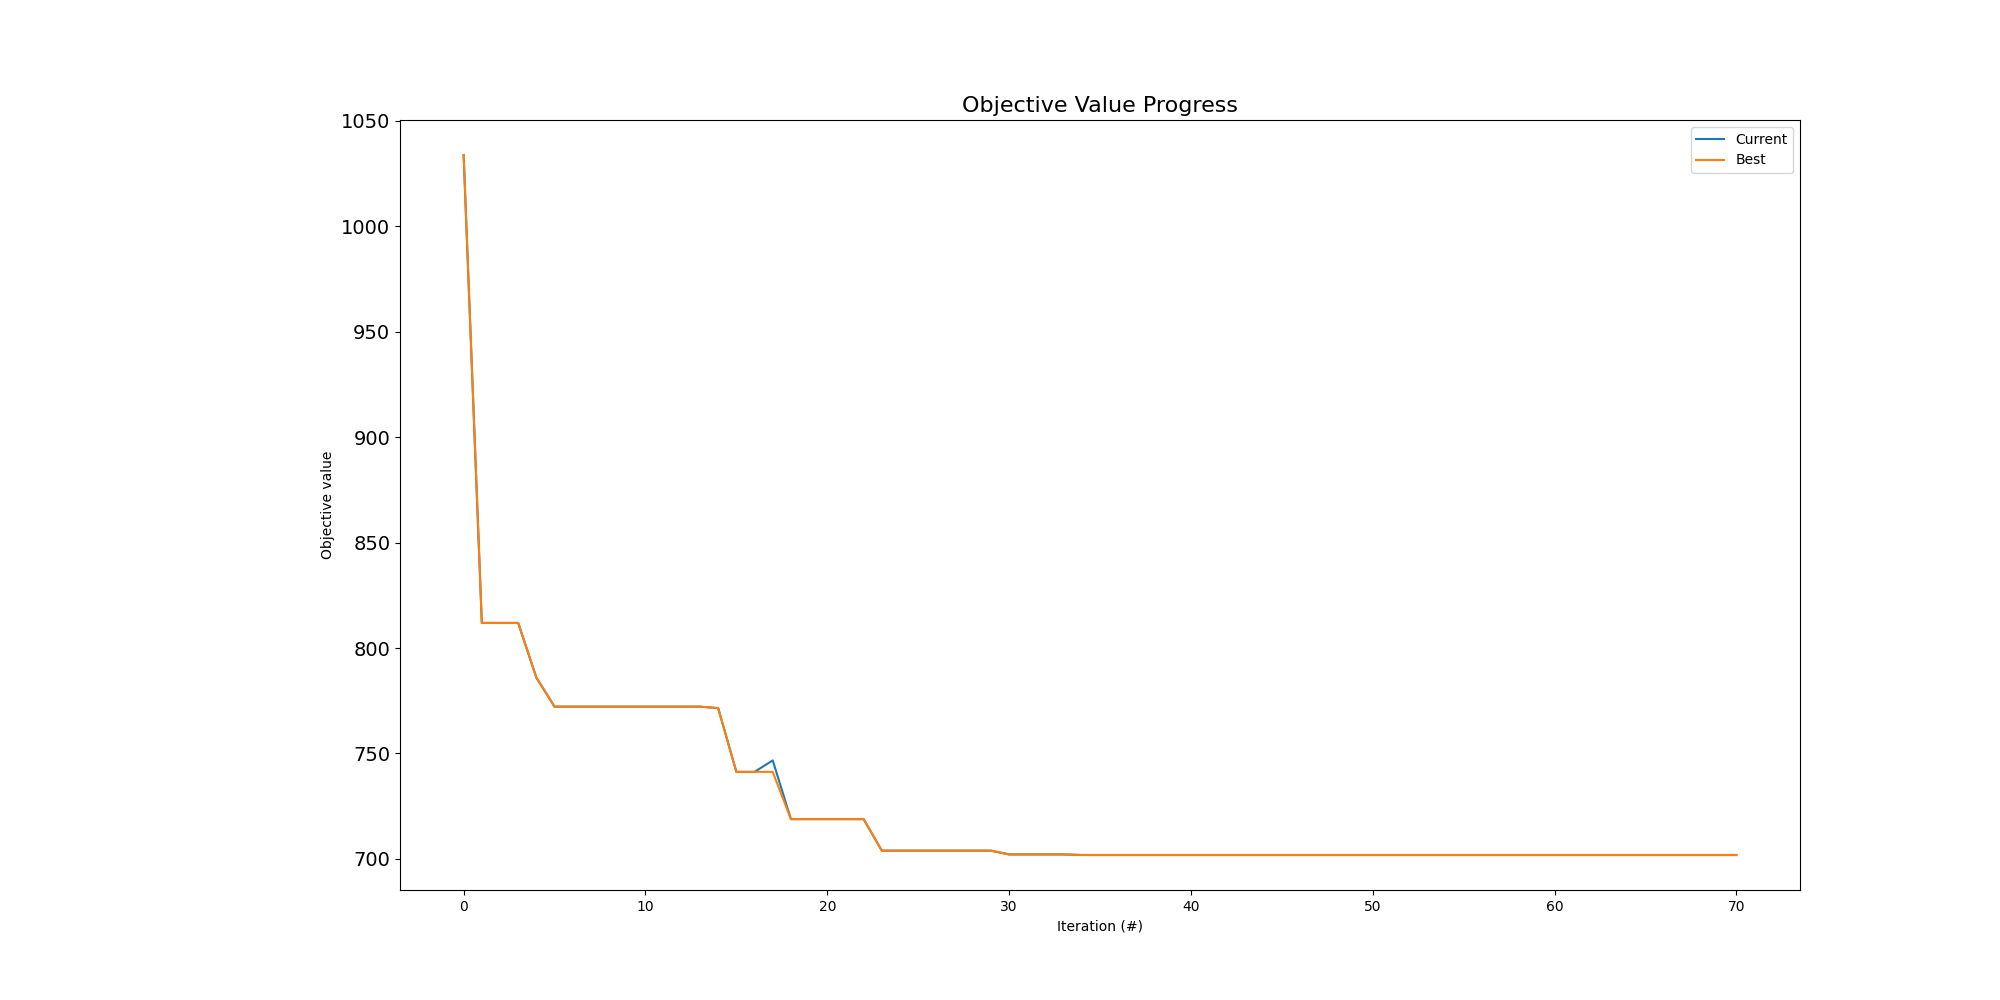 Objective Value Progress
1050
1000
950
900
850
800
750
700
Objective value
Current
Best
0 10 20 30 40 50 60 70
Iteration (#)